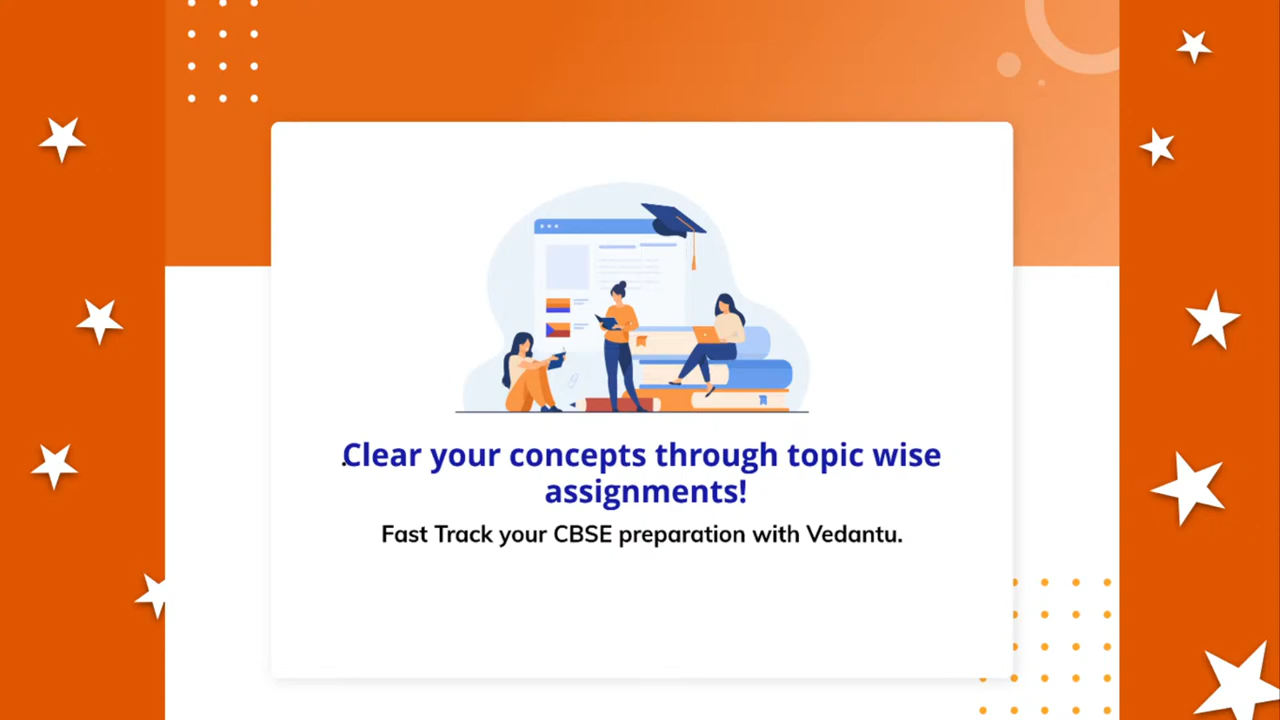 Clear your concepts through topic wise
assignments!
Fast Track your CBSE preparation with Vedantu.